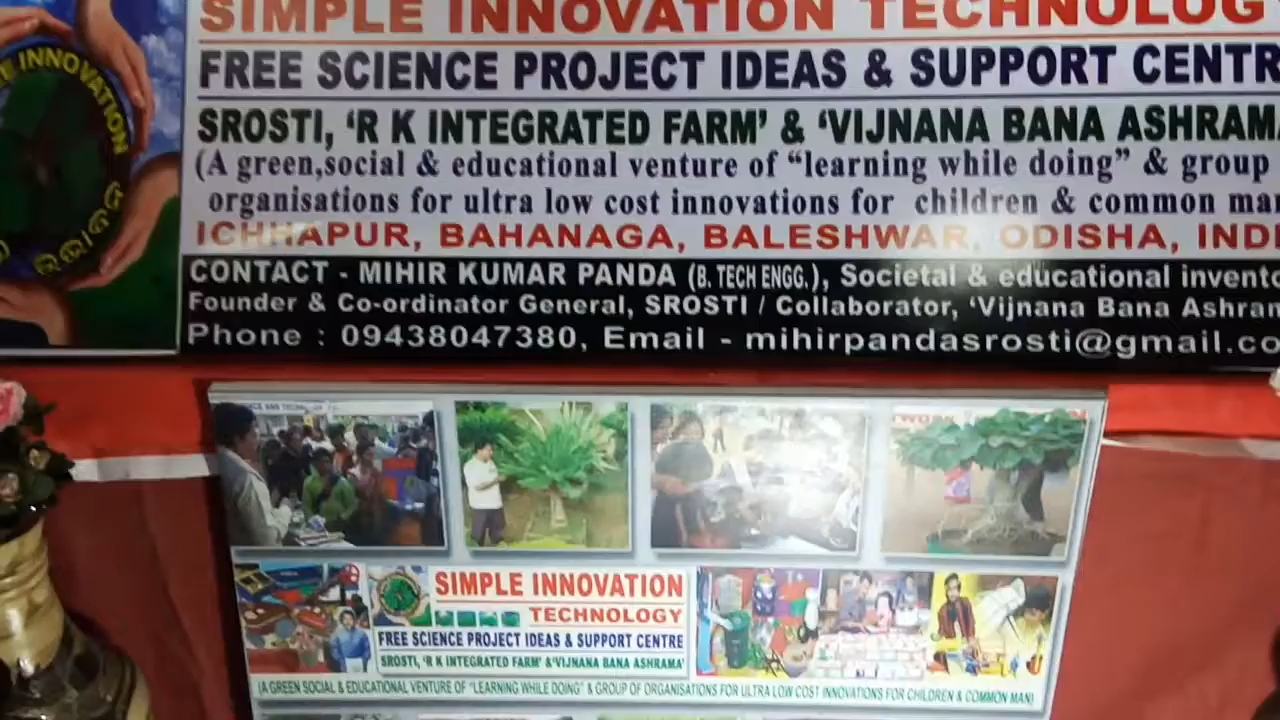 SIMPLE INNOVATION TECHNOLOG
FREE SCIENCE PROJECT IDEAS & SUPPORT CENTR
SROSTI, ‘R K INTEGRATED FARM’ & ‘VIJNANA BANA ASHRAM
(A green,social & educational venture of “learning while doing” & group
organisations for ultra low cost innovations for children & common ma
ICHHAPUR, BAHANAGA, BALESHWAR, ODISHA, INDI
CONTACT - MIHIR KUMAR PANDA (B. TECH ENGG.), Societal & educational invento
Founder & Co-ordinator General, SROSTI / Collaborator, ‘Vijnana Bana Ashram
Phone : 09438047380, Email - mihirpandasrosti@gmail.co
INNOVATION
SIMPLE INNOVATION
TECHNOLOGY
FREE SCIENCE PROJECT IDEAS & SUPPORT CENTRE
SROSTI, ‘R K INTEGRATED FARM’ &‘VIJNANA BANA ASHRAMA’
(A GREEN SOCIAL & EDUCATIONAL VENTURE OF “LEARNING WHILE DOING” & GROUP OF ORGANISATIONS FOR ULTRA LOW COST INNOVATIONS FOR CHILDREN & COMMON MAN)